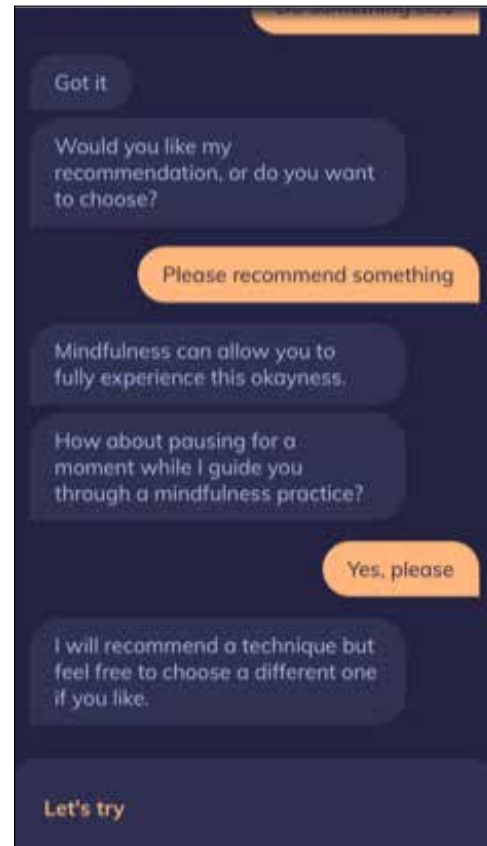 Got it
Would you like my
recommendation, or do you want
to choose?
Please recommend something
Mindfulness can allow you to
fully experience this okayness.
How about pausing for a
moment while I guide you
through a mindfulness practice?
Yes, please
I will recommend a technique but
feel free to choose a different one
if you like.
Let's try